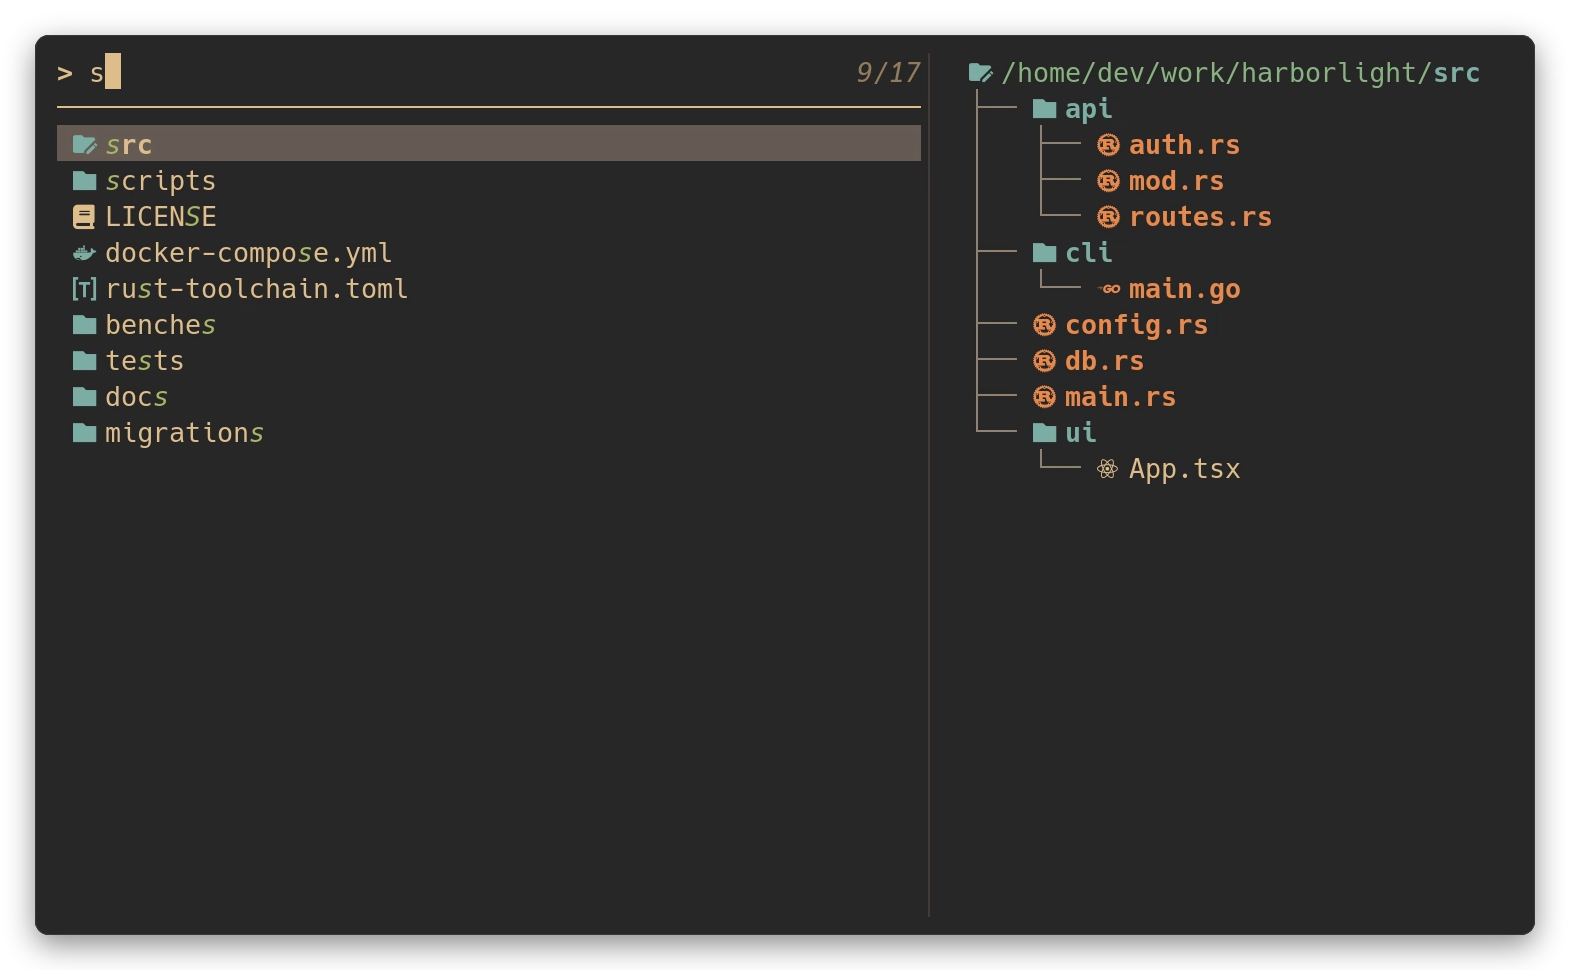 > s 9/17
src
scripts
LICENSE
docker-compose.yml
rust-toolchain.toml
benches
tests
docs
migrations
/home/dev/work/harborlight/src
api
auth.rs
mod.rs
routes.rs
cli
main.go
config.rs
db.rs
main.rs
ui
App.tsx